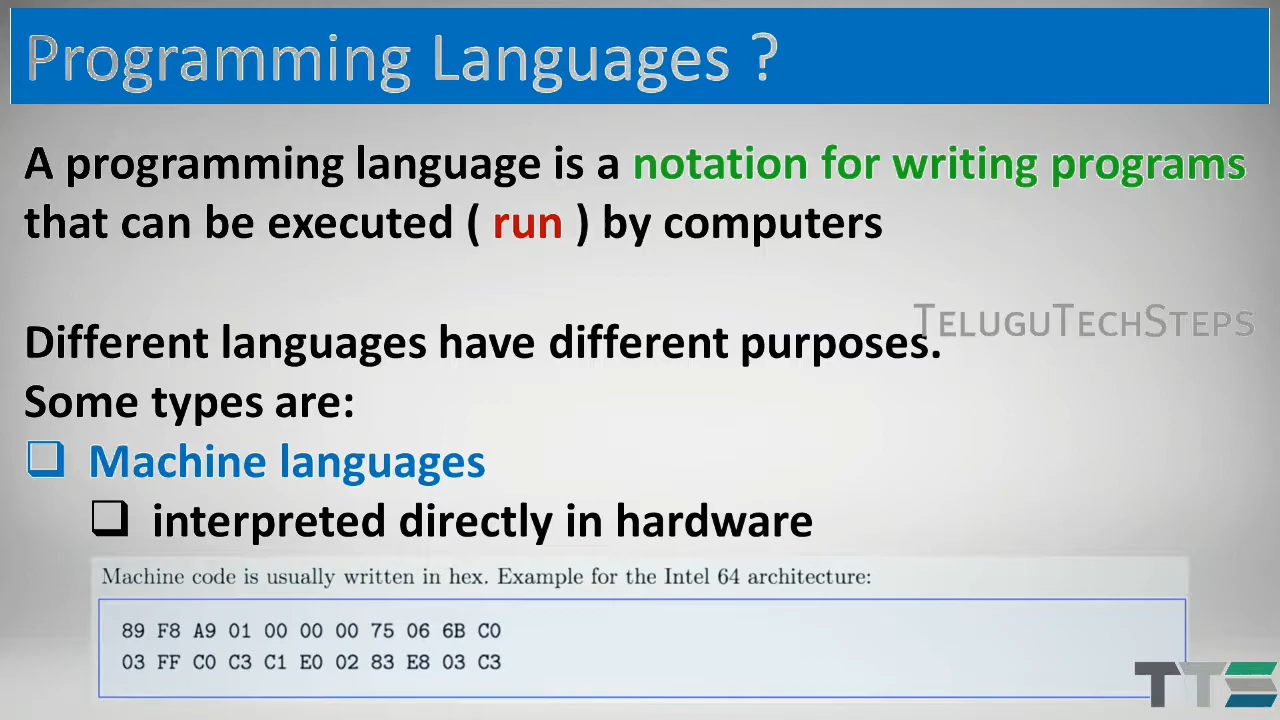 Programming Languages ?
A programming language is a notation for writing programs
that can be executed ( run ) by computers
TELUGUTECHSTEPS
Different languages have different purposes.
Some types are:
Machine languages
interpreted directly in hardware
Machine code is usually written in hex. Example for the Intel 64 architecture:
89 F8 A9 01 00 00 00 75 06 6B C0
03 FF C0 C3 C1 E0 02 83 E8 03 C3
TTS